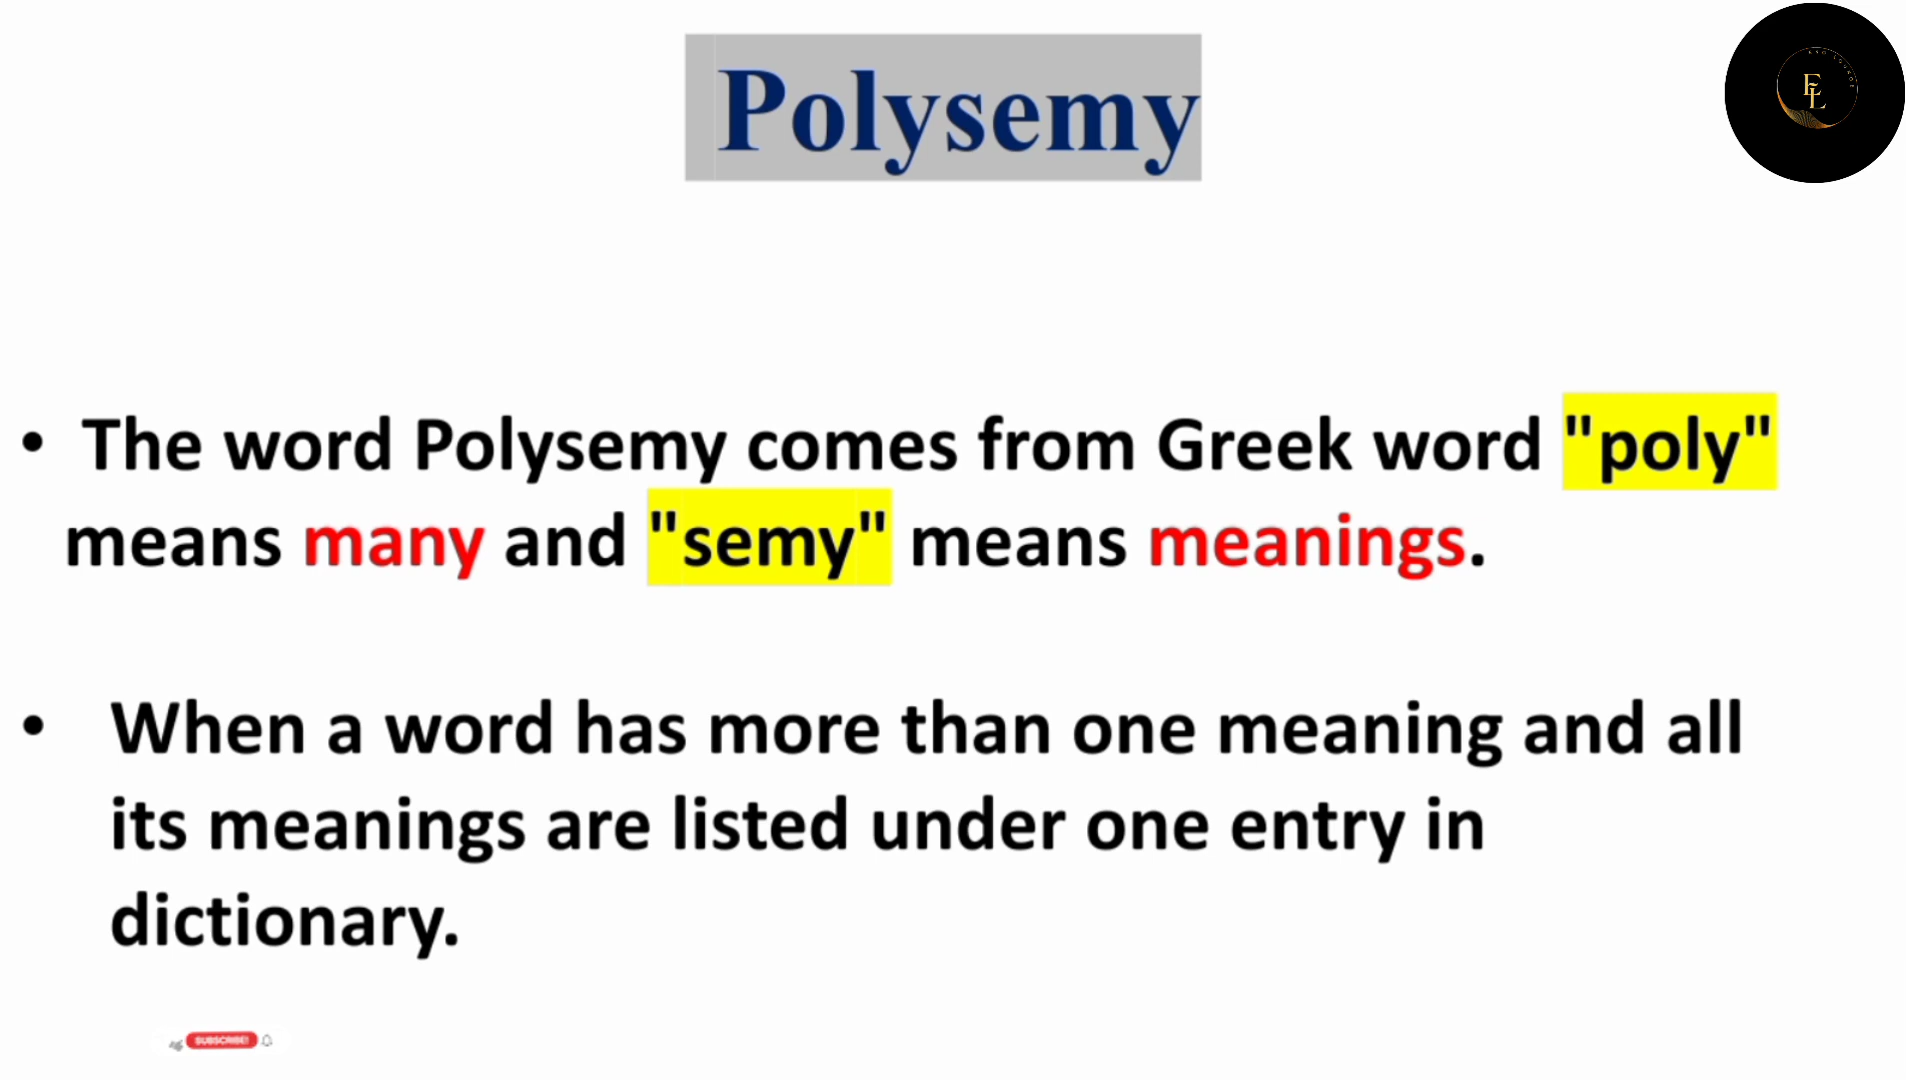 Polysemy
EL
• The word Polysemy comes from Greek word "poly"
means many and "semy" means meanings.
• When a word has more than one meaning and all
its meanings are listed under one entry in
dictionary.
SUBSCRIBE!